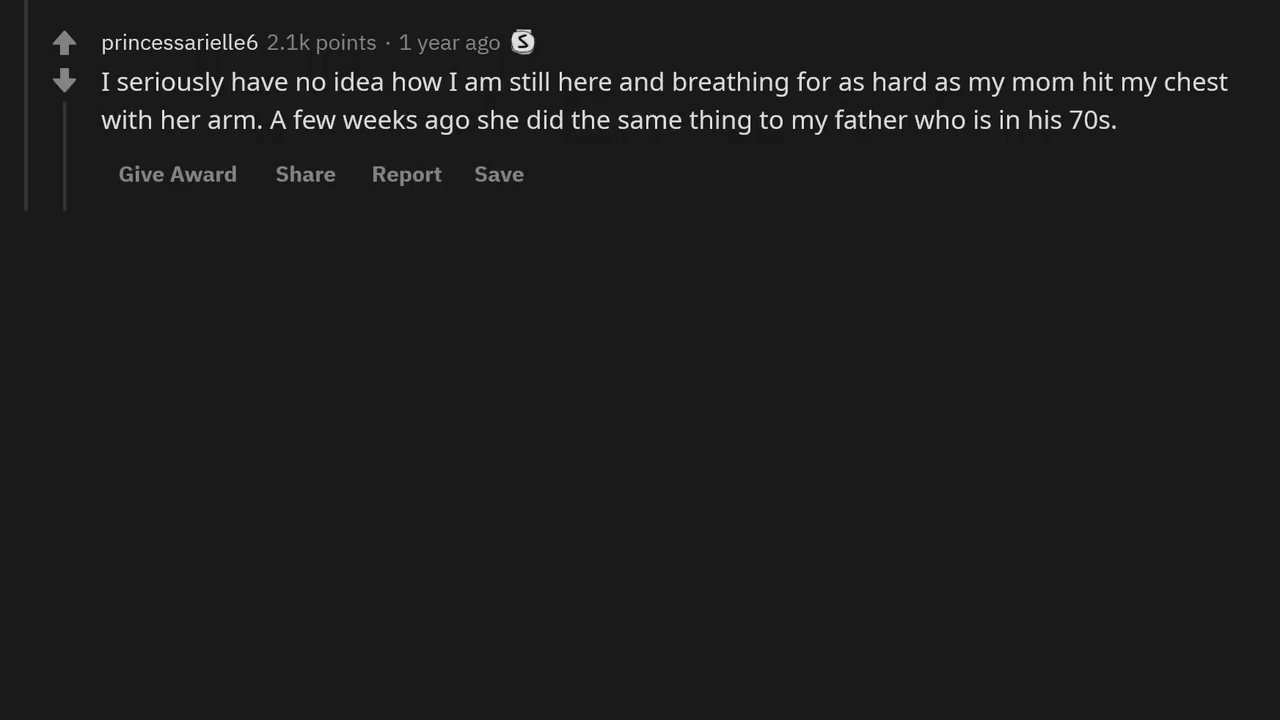 princessarielle6 2.1k points · 1 year ago S
I seriously have no idea how I am still here and breathing for as hard as my mom hit my chest
with her arm. A few weeks ago she did the same thing to my father who is in his 70s.
Give Award Share Report Save